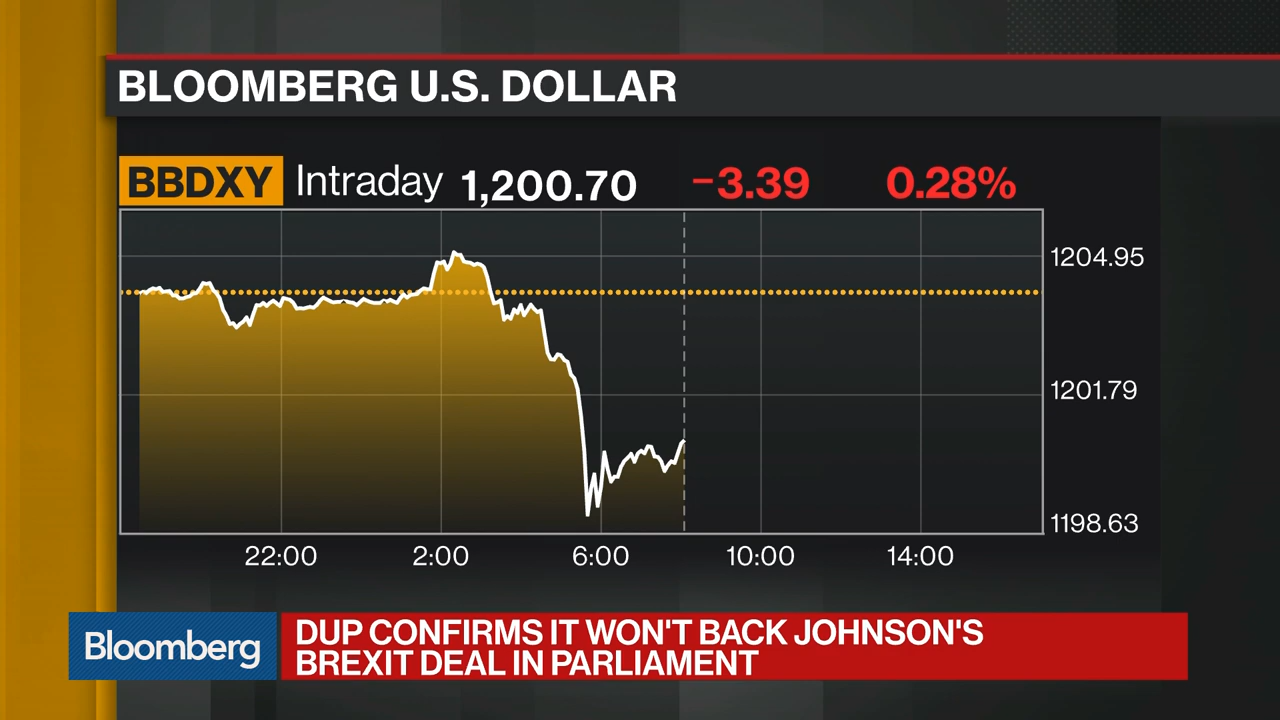 BLOOMBERG U.S. DOLLAR
BBDXY Intraday 1,200.70 -3.39 0.28%
1204.95
1201.79
1198.63
22:00 2:00 6:00 10:00 14:00
Bloomberg
DUP CONFIRMS IT WON'T BACK JOHNSON'S
BREXIT DEAL IN PARLIAMENT